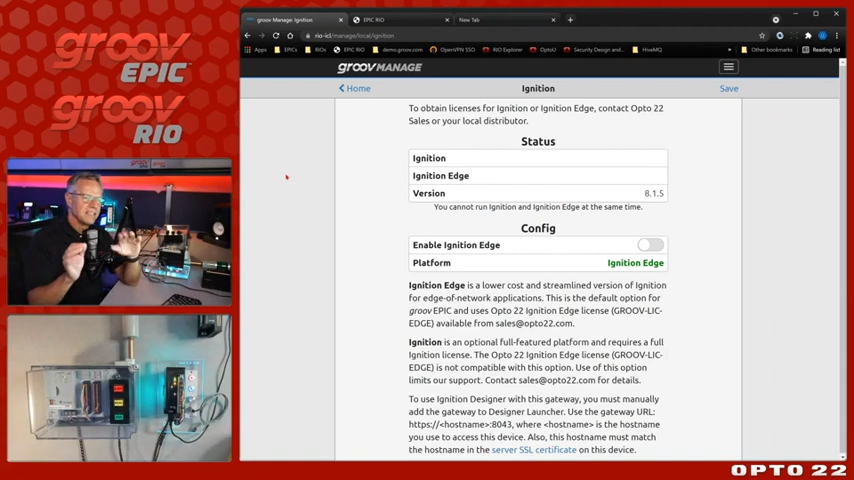 groov
EPIC
groov
RIO
groov Manage: Ignition
EPIC RIO
New Tab
rio-icl/manage/local/ignition
Apps
EPICs
RIOs
EPIC RIO
demo.groov.com
OpenVPN SSO
RIO Explorer
OptoU
Security Design and...
HiveMQ
Other bookmarks
Reading list
groov MANAGE
Home
Ignition
Save
To obtain licenses for Ignition or Ignition Edge, contact Opto 22
Sales or your local distributor.
Status
Ignition
Ignition Edge
Version 8.1.5
You cannot run Ignition and Ignition Edge at the same time.
Config
Enable Ignition Edge
Platform Ignition Edge
Ignition Edge is a lower cost and streamlined version of Ignition
for edge-of-network applications. This is the default option for
groov EPIC and uses Opto 22 Ignition Edge license (GROOV-LIC-
EDGE) available from sales@opto22.com.
Ignition is an optional full-featured platform and requires a full
Ignition license. The Opto 22 Ignition Edge license (GROOV-LIC-
EDGE) is not compatible with this option. Use of this option
limits our support. Contact sales@opto22.com for details.
To use Ignition Designer with this gateway, you must manually
add the gateway to Designer Launcher. Use the gateway URL:
https://<hostname>:8043, where <hostname> is the hostname
you use to access this device. Also, this hostname must match
the hostname in the server SSL certificate on this device.
OPTO 22